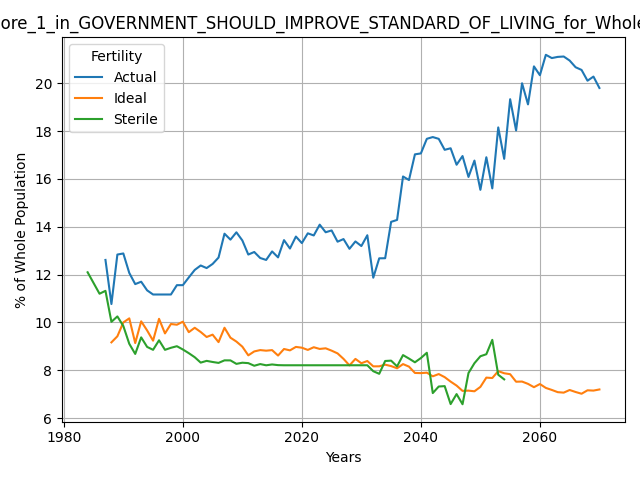 ore_1_in_GOVERNMENT_SHOULD_IMPROVE_STANDARD_OF_LIVING_for_Whole
Fertility
Actual
Ideal
Sterile
% of Whole Population
20
18
16
14
12
10
8
6
1980
2000
2020
2040
2060
Years